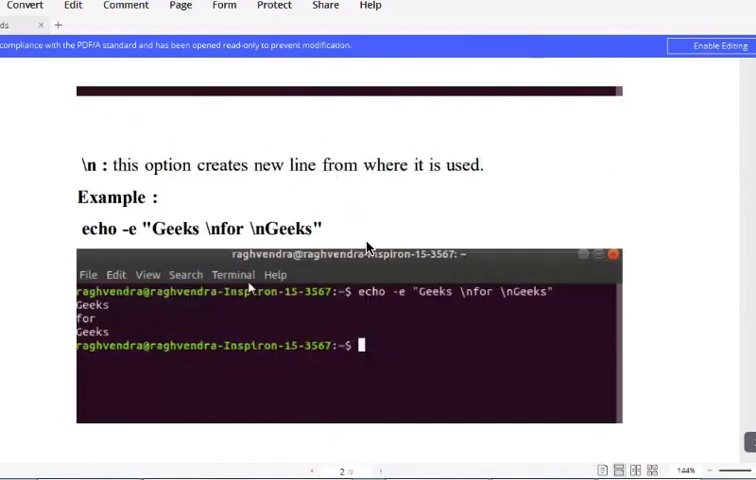 Convert Edit Comment Page Form Protect Share Help
ds × +
compliance with the PDF/A standard and has been opened read-only to prevent modification. Enable Editing
\n : this option creates new line from where it is used.
Example :
echo -e "Geeks \nfor \nGeeks"
raghvendra@raghvendra-Inspiron-15-3567: ~
File Edit View Search Terminal Help
raghvendra@raghvendra-Inspiron-15-3567:~$ echo -e "Geeks \nfor \nGeeks"
Geeks
for
Geeks
raghvendra@raghvendra-Inspiron-15-3567:~$
2 144%